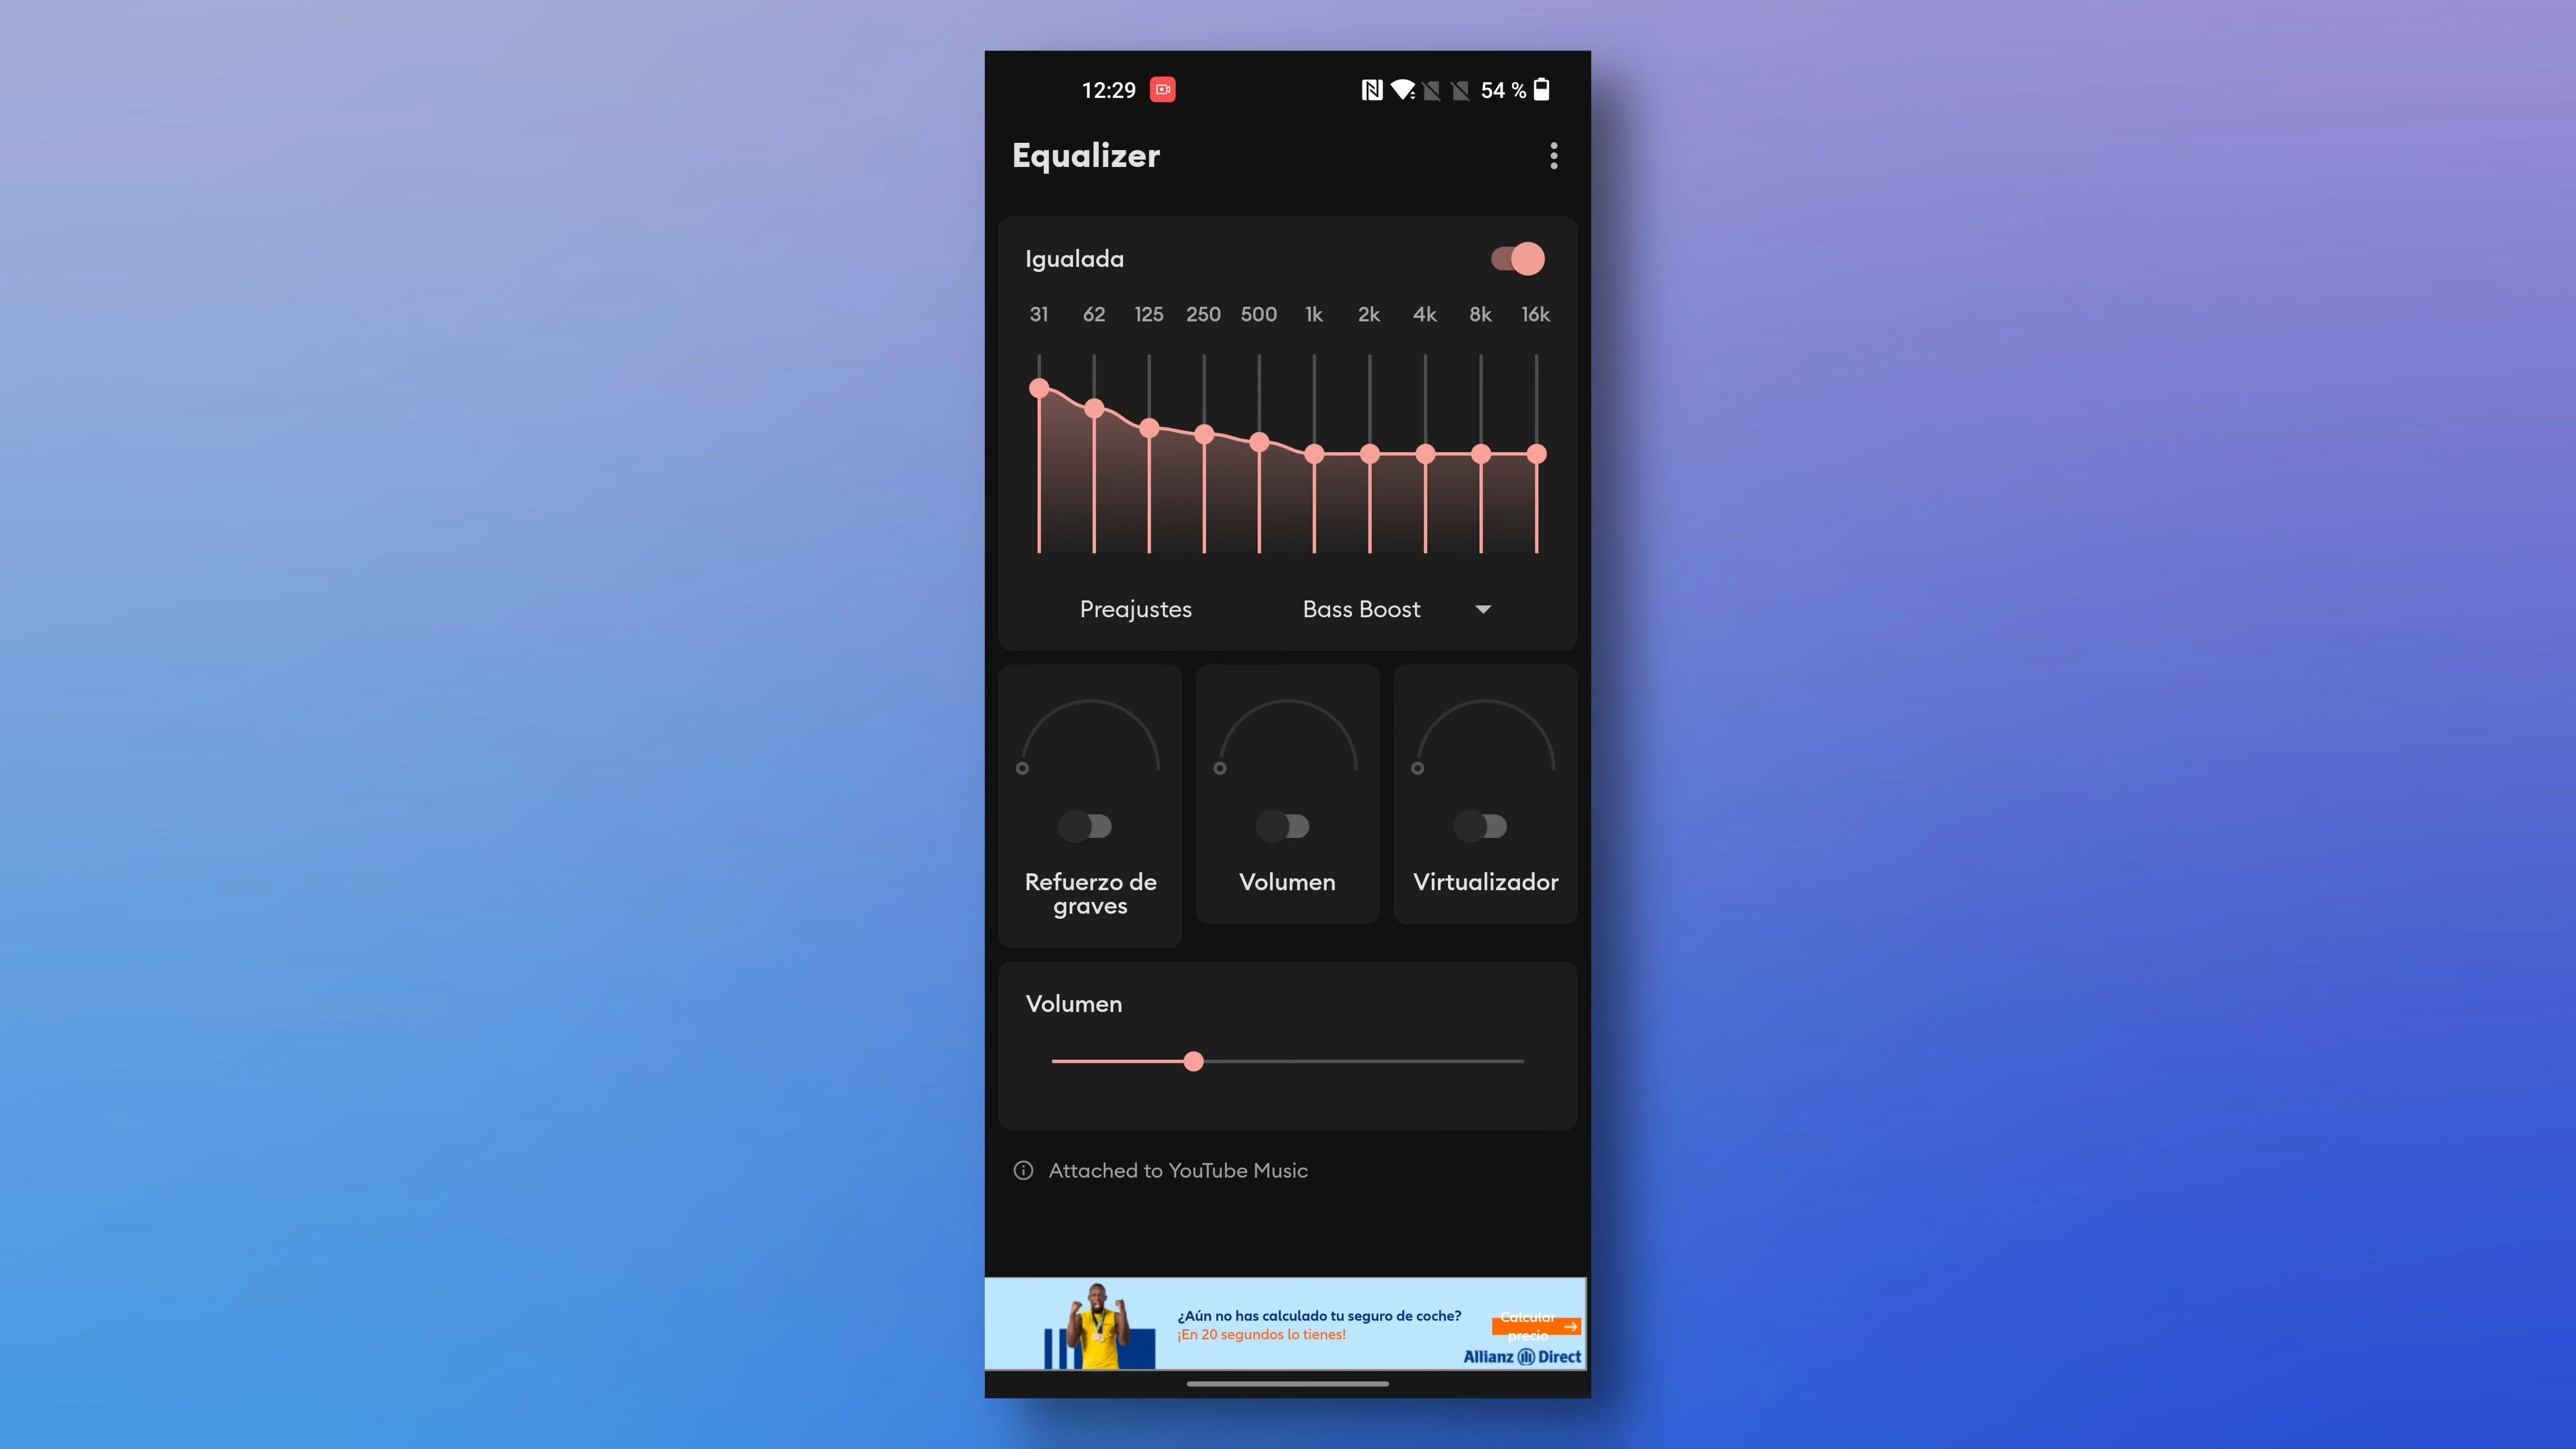 12:29
54 %
Equalizer
Igualada
31 62 125 250 500 1k 2k 4k 8k 16k
Preajustes Bass Boost
Refuerzo de
graves
Volumen
Virtualizador
Volumen
Attached to YouTube Music
¿Aún no has calculado tu seguro de coche?
¡En 20 segundos lo tienes!
Calcular
precio
Allianz Direct